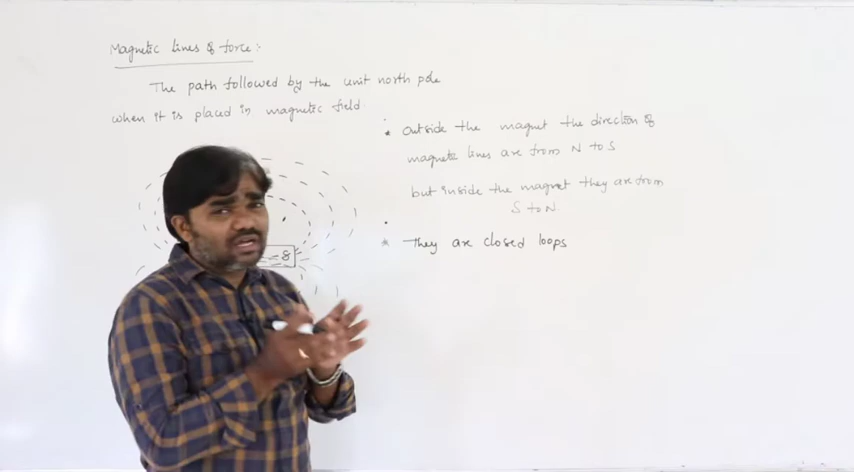 Magnetic lines of force :-
The path followed by the unit north pole
when it is placed in magnetic field
* Outside the magnet the direction of
magnetic lines are from N to S
but inside the magnet they are from
S to N
* They are closed loops
S